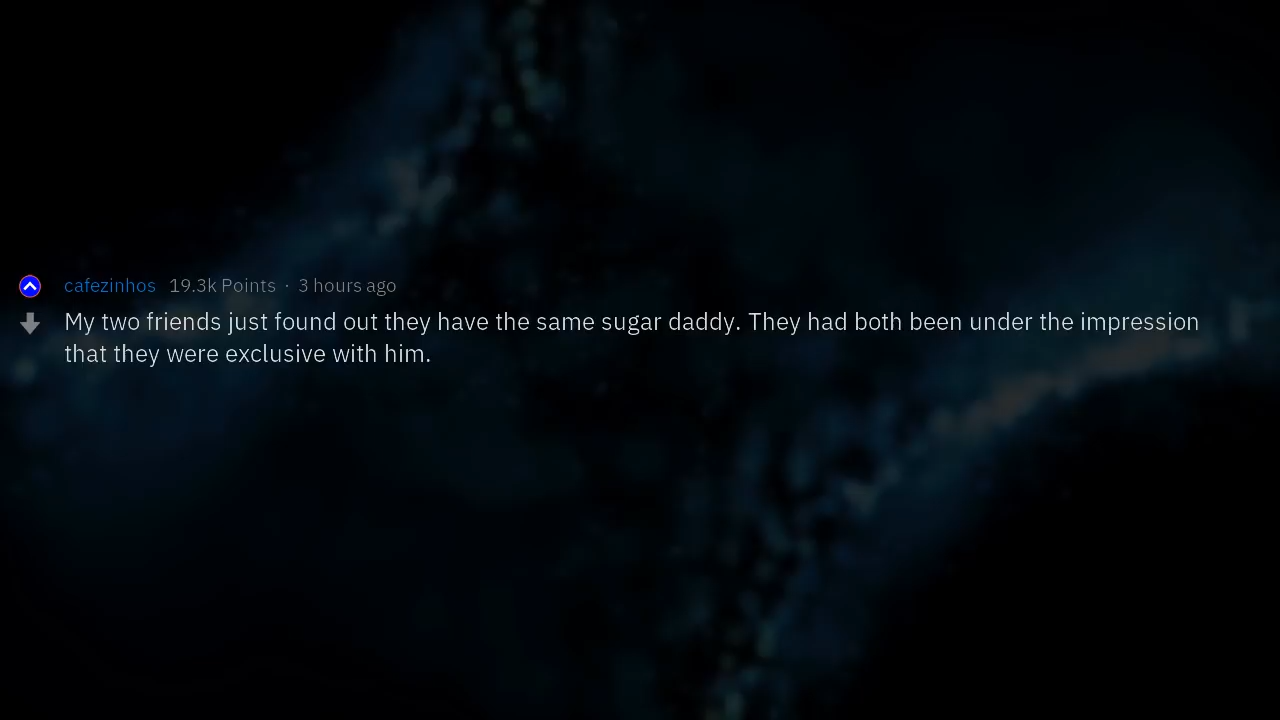 cafezinhos 19.3k Points · 3 hours ago
My two friends just found out they have the same sugar daddy. They had both been under the impression
that they were exclusive with him.